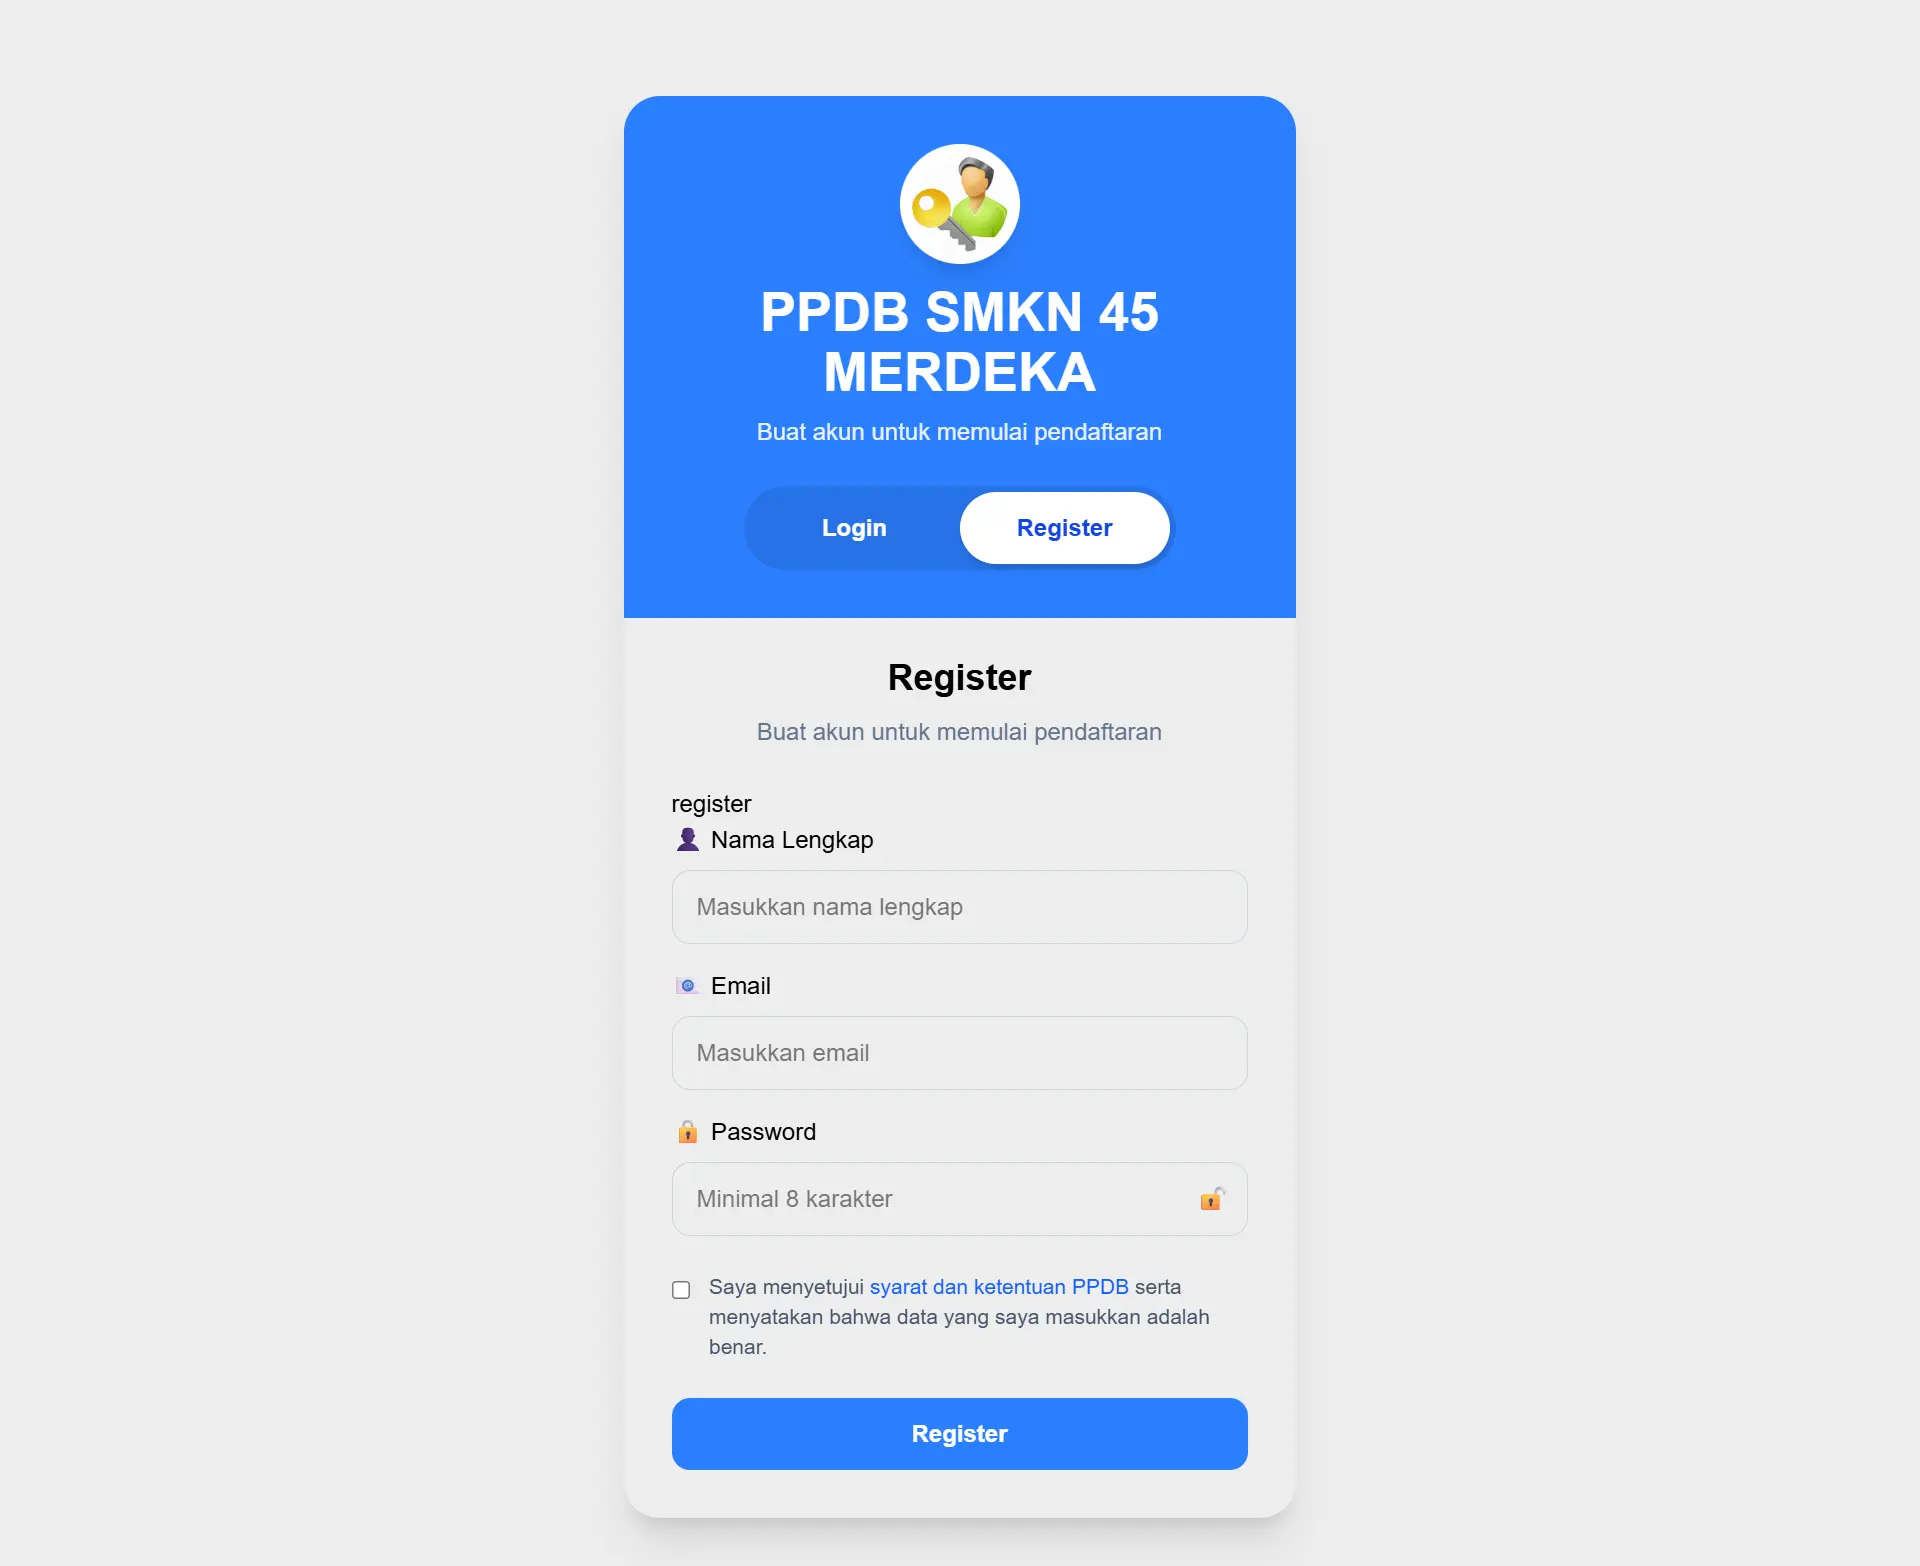 PPDB SMKN 45
MERDEKA
Buat akun untuk memulai pendaftaran
Login
Register
Register
Buat akun untuk memulai pendaftaran
register
Nama Lengkap
Masukkan nama lengkap
Email
Masukkan email
Password
Minimal 8 karakter
Saya menyetujui syarat dan ketentuan PPDB serta
menyatakan bahwa data yang saya masukkan adalah
benar.
Register